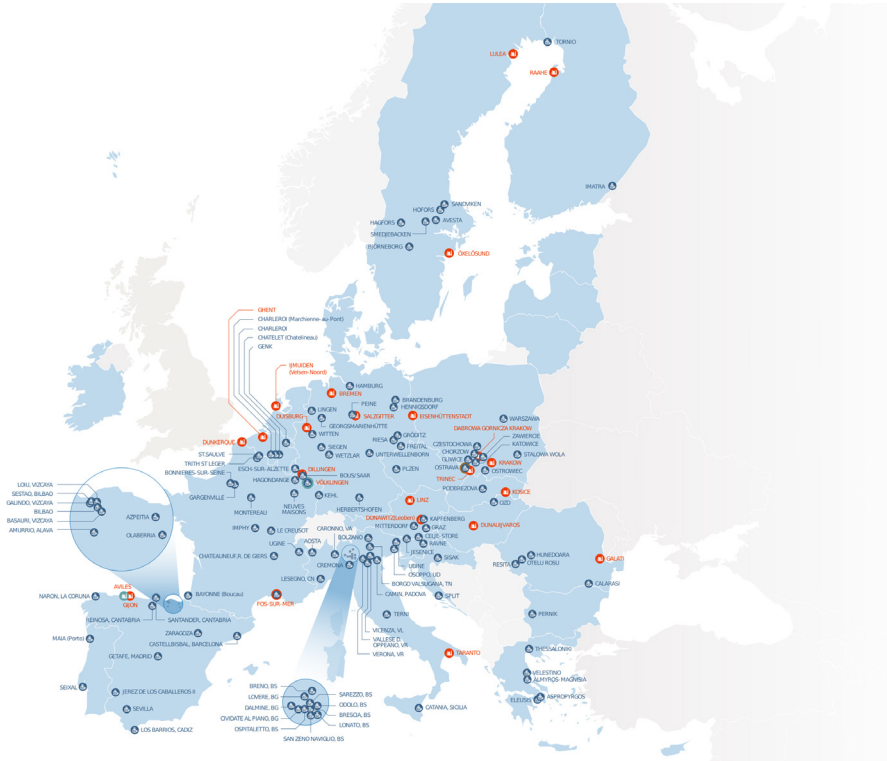 TORNIO
LULEA
RAAHE
IMATRA
SANDVIKEN
HOFORS
HAGFORS
AVESTA
SMEDJEBACKEN
BJÖRNEBORG
ÖXELÖSUND
GHENT
CHARLEROI (Marchienne-au-Pont)
CHARLEROI
CHATELET (Chatelineau)
GENK
IJMUIDEN
(Velsen-Noord)
HAMBURG
BREMEN
PEINE
BRANDENBURG
HENNIGSDORF
LINGEN
DUISBURG
SALZGITTER
EISENHÜTTENSTADT
GEORGSMARIENHÜTTE
WARSZAWA
DABROWA GORNICZA KRAKOW
WITTEN
DUNKERQUE
GRÖDITZ
RIESA
FREITAL
CZESTOCHOWA
ZAWIERCIE
KATOWICE
CHORZOW
SIEGEN
WETZLAR
UNTERWELLENBORN
ST.SAULVE
TRITH ST LEGER
STALOWA WOLA
GLIWICE
KRAKOW
OSTRAVA
OSTROWIEC
ESCH-SUR-ALZETTE
DILLINGEN
PLZEN
BONNIERES-SUR-SEINE
HAGONDANGE
BOUS/SAAR
TRINEC
VÖLKLINGEN
LOIU, VIZCAYA
SESTAO, BILBAO
GALINDO, VIZCAYA
BILBAO
BASAURI, VIZCAYA
AMURRIO, ALAVA
AZPEITIA
OLABERRIA
GARGENVILLE
KEHL
PODBREZOVA
KOSICE
OZD
LINZ
MONTEREAU
NEUVES
MAISONS
HERBERTSHOFEN
DONAWITZ(Leoben)
KAPFENBERG
MITTERDORF
GRAZ
DUNAUJVAROS
IMPHY
LE CREUSOT
CARONNO, VA
BOLZANO
CELJE-STORE
RAVNE
JESENICE
UGINE
AOSTA
CHATEAUNEUF,R. DE GIERS
CREMONA
UDINE
OSOPPO, UD
SISAK
HUNEDOARA
OTELU ROSU
RESITA
GALATI
LESEGNO, CN
BORGO VALSUGANA, TN
CAMIN, PADOVA
SPLIT
CALARASI
AVILES
NARON, LA CORUNA
GIJON
BAYONNE (Boucau)
FOS-SUR-MER
REINOSA, CANTABRIA
SANTANDER, CANTABRIA
TERNI
PERNIK
VICENZA, VI,
VALLESE D.
OPPEANO, VA
VERONA, VR
ZARAGOZA
MAIA (Porto)
CASTELLBISBAL, BARCELONA
GETAFE, MADRID
TARANTO
THESSALONIKI
VELESTINO
ALMYROS- MAGNISIA
SEIXAL
JEREZ DE LOS CABALLEROS II
BRENO, BS
LOVERE, BG
DALMINE, BG
CIVIDATE AL PIANO, BG
OSPITALETTO, BS
SAREZZO, BS
ODOLO, BS
BRESCIA, BS
LONATO, BS
SAN ZENO NAVIGLIO, BS
ASPROPYRGOS
ELEUSIS
SEVILLA
CATANIA, SICILIA
LOS BARRIOS, CADIZ